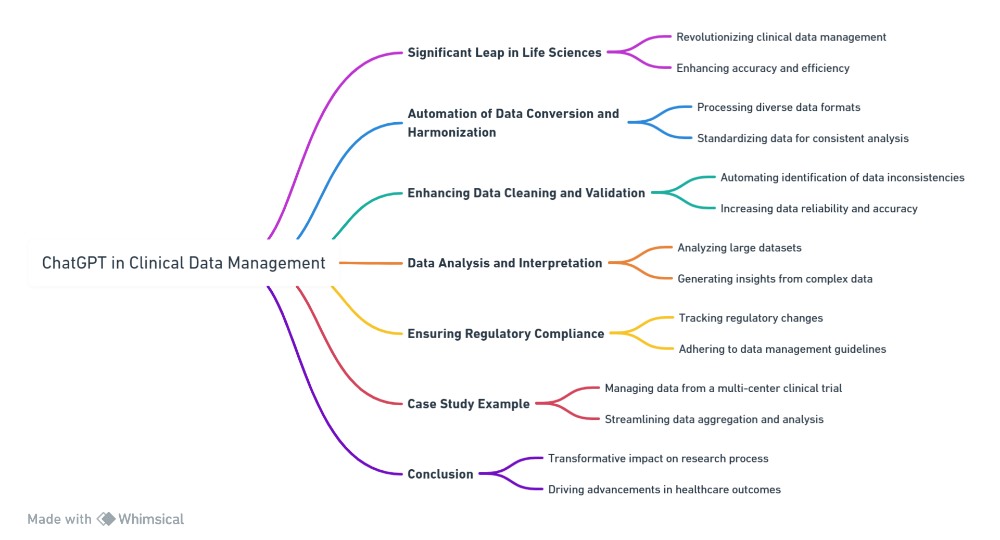 Significant Leap in Life Sciences
Revolutionizing clinical data management
Enhancing accuracy and efficiency
Automation of Data Conversion and
Harmonization
Processing diverse data formats
Standardizing data for consistent analysis
Enhancing Data Cleaning and Validation
Automating identification of data inconsistencies
Increasing data reliability and accuracy
ChatGPT in Clinical Data Management
Data Analysis and Interpretation
Analyzing large datasets
Generating insights from complex data
Ensuring Regulatory Compliance
Tracking regulatory changes
Adhering to data management guidelines
Case Study Example
Managing data from a multi-center clinical trial
Streamlining data aggregation and analysis
Conclusion
Transformative impact on research process
Driving advancements in healthcare outcomes
Made with Whimsical